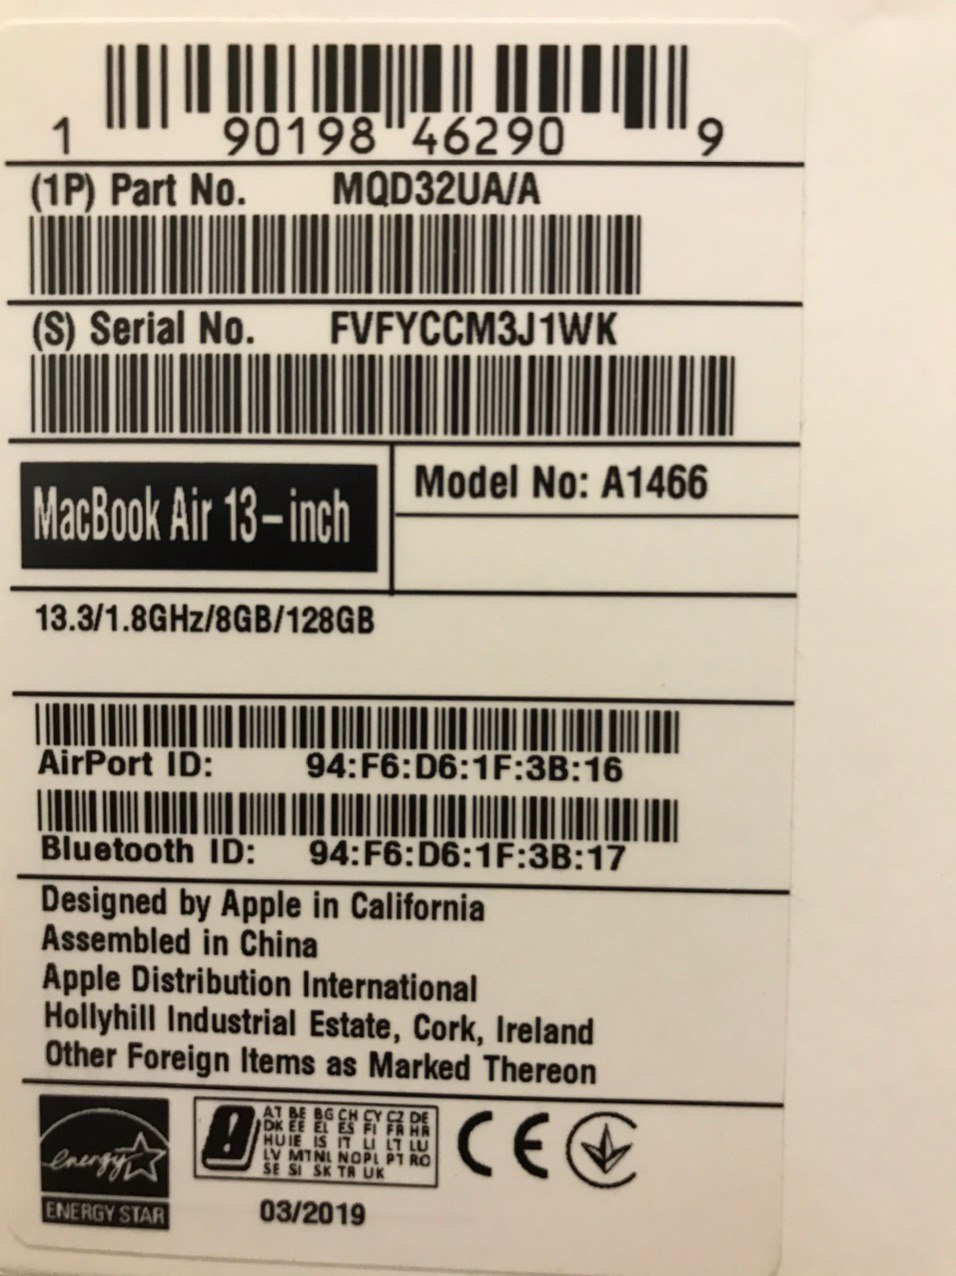 1 90198 46290 9
(1P) Part No. MQD32UA/A
(S) Serial No. FVFYCCM3J1WK
MacBook Air 13-inch
Model No: A1466
13.3/1.8GHz/8GB/128GB
AirPort ID: 94:F6:D6:1F:3B:16
Bluetooth ID: 94:F6:D6:1F:3B:17
Designed by Apple in California
Assembled in China
Apple Distribution International
Hollyhill Industrial Estate, Cork, Ireland
Other Foreign Items as Marked Thereon
energy
ENERGY STAR
AT BE BG CH CY CZ DE
DK EE EL ES FI FR HR
HU IE IS IT LI LT LU
LV MT NL NO PL PT RO
SE SI SK TR UK
CE
03/2019